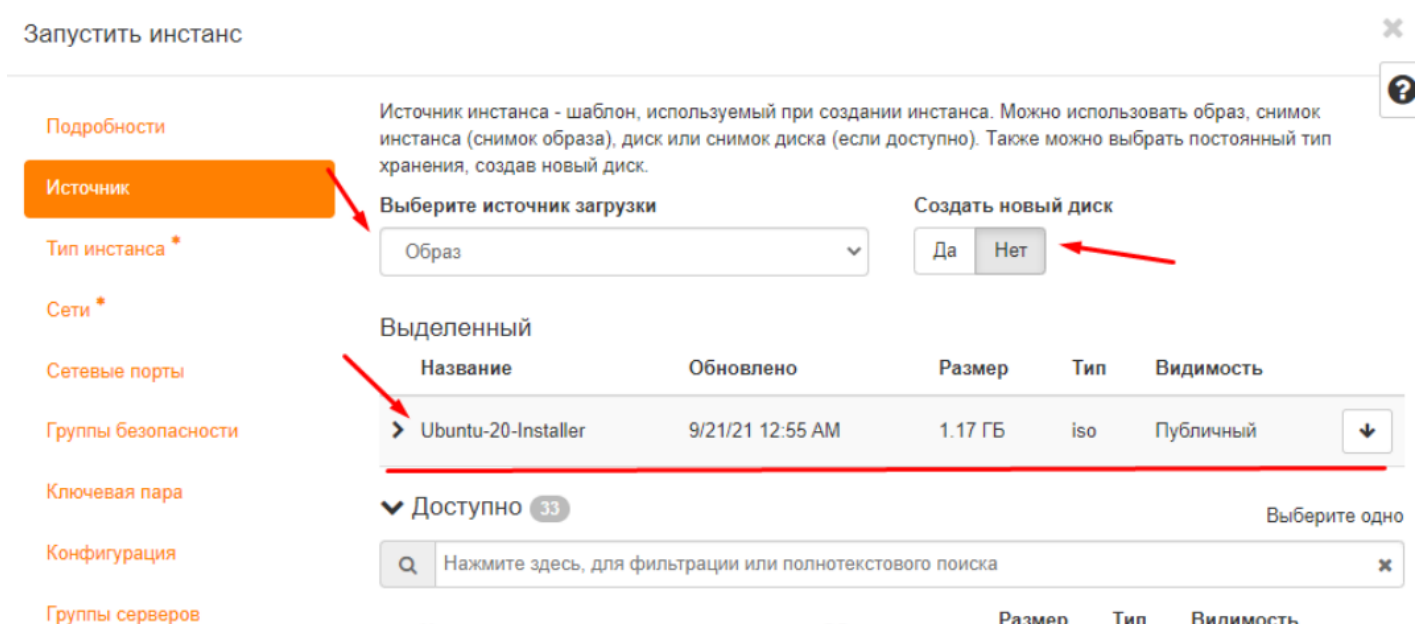 Запустить инстанс
Подробности
Источник
Тип инстанса *
Сети *
Сетевые порты
Группы безопасности
Ключевая пара
Конфигурация
Группы серверов
Источник инстанса - шаблон, используемый при создании инстанса. Можно использовать образ, снимок
инстанса (снимок образа), диск или снимок диска (если доступно). Также можно выбрать постоянный тип
хранения, создав новый диск.
Выберите источник загрузки
Образ
Создать новый диск
Да Нет
Выделенный
Название Обновлено Размер Тип Видимость
Ubuntu-20-Installer 9/21/21 12:55 AM 1.17 ГБ iso Публичный
Доступно 33
Выберите одно
Нажмите здесь, для фильтрации или полнотекстового поиска
Размер Тип Видимость